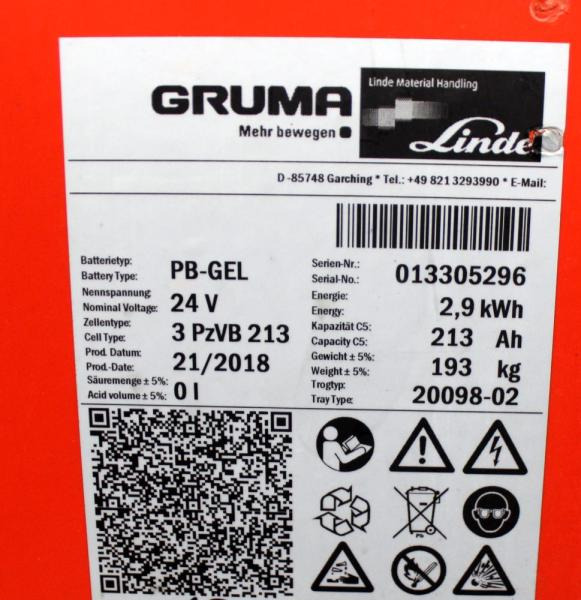 GRUMA
Mehr bewegen
Linde Material Handling
Linde
D-85748 Garching * Tel.: +49 821 3293990 * E-Mail:
Batterietyp:
Battery Type: PB-GEL
Nennspannung:
Nominal Voltage: 24 V
Zellentype:
Cell Type: 3 PzVB 213
Prod. Datum:
Prod.-Date: 21/2018
Säuremenge ± 5%:
Acid volume ± 5%: 0 l
Serien-Nr.:
Serial-No.: 013305296
Energie:
Energy: 2,9 kWh
Kapazität C5:
Capacity C5: 213 Ah
Gewicht ± 5%:
Weight ± 5%: 193 kg
Trogtyp:
Tray Type: 20098-02
Pb